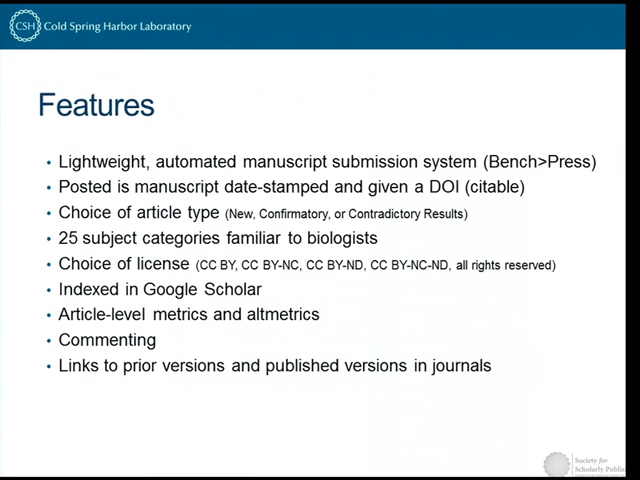 CSH Cold Spring Harbor Laboratory
Features
• Lightweight, automated manuscript submission system (Bench>Press)
• Posted is manuscript date-stamped and given a DOI (citable)
• Choice of article type (New, Confirmatory, or Contradictory Results)
• 25 subject categories familiar to biologists
• Choice of license (CC BY, CC BY-NC, CC BY-ND, CC BY-NC-ND, all rights reserved)
• Indexed in Google Scholar
• Article-level metrics and altmetrics
• Commenting
• Links to prior versions and published versions in journals
Society for
Scholarly Publis